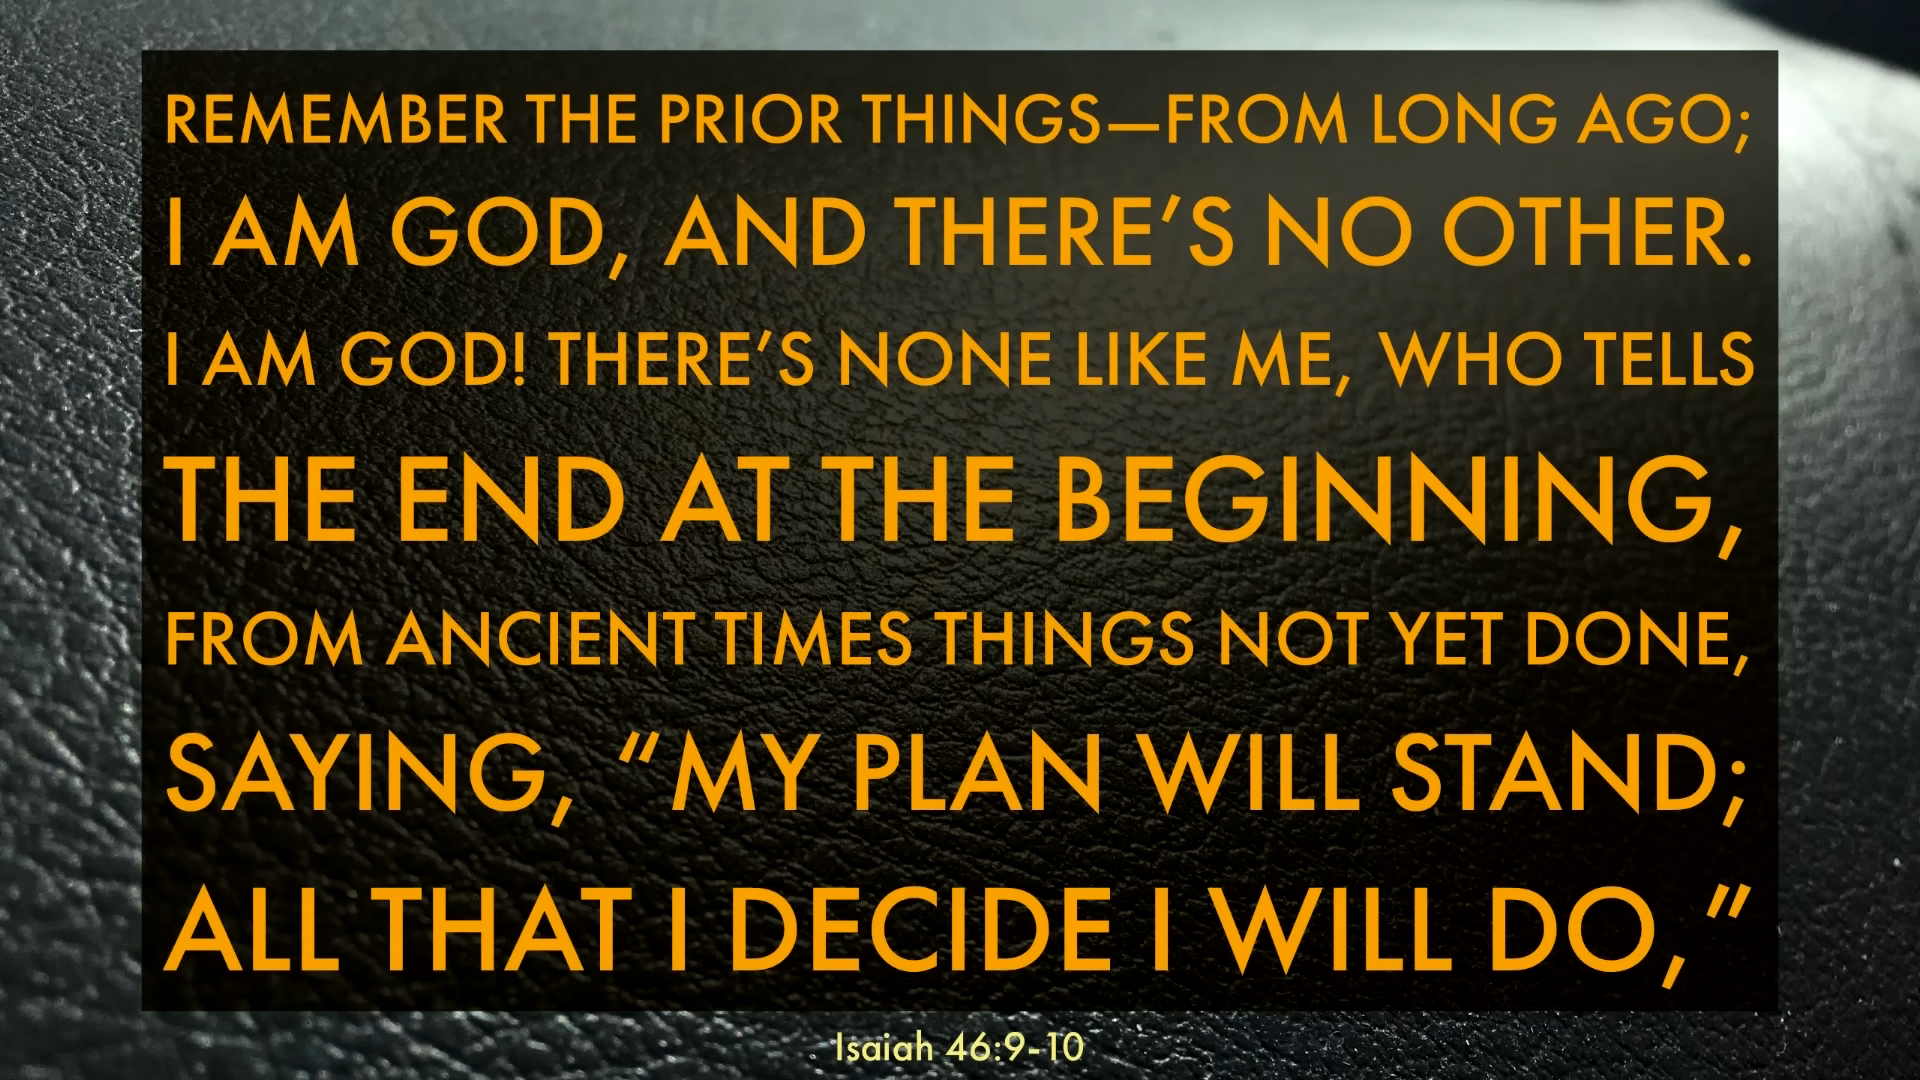 REMEMBER THE PRIOR THINGS—FROM LONG AGO;
I AM GOD, AND THERE’S NO OTHER.
I AM GOD! THERE’S NONE LIKE ME, WHO TELLS
THE END AT THE BEGINNING,
FROM ANCIENT TIMES THINGS NOT YET DONE,
SAYING, “MY PLAN WILL STAND;
ALL THAT I DECIDE I WILL DO,”
Isaiah 46:9-10